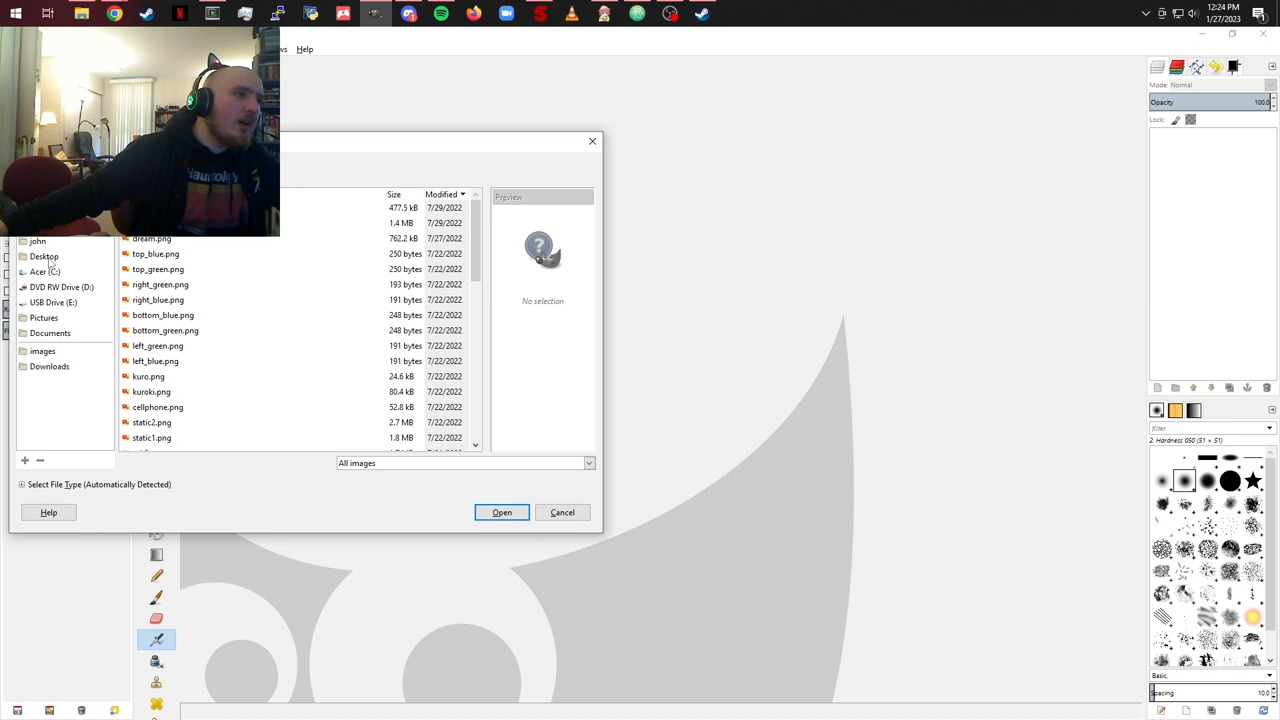 12:24 PM
1/27/2023
Help
Mode: Normal
Opacity 100.0
Lock:
Size Modified
Preview
477.5 kB 7/29/2022
1.4 MB 7/29/2022
john dream.png 762.2 kB 7/27/2022
Desktop top_blue.png 250 bytes 7/22/2022
Acer (C:) top_green.png 250 bytes 7/22/2022
DVD RW Drive (D:) right_green.png 193 bytes 7/22/2022
USB Drive (E:) right_blue.png 191 bytes 7/22/2022
No selection
Pictures bottom_blue.png 248 bytes 7/22/2022
Documents bottom_green.png 248 bytes 7/22/2022
images left_green.png 191 bytes 7/22/2022
Downloads left_blue.png 191 bytes 7/22/2022
kuro.png 24.6 kB 7/22/2022
kuroki.png 80.4 kB 7/22/2022
cellphone.png 52.8 kB 7/22/2022
static2.png 2.7 MB 7/22/2022
static1.png 1.8 MB 7/22/2022
All images
Select File Type (Automatically Detected)
Help Open Cancel
filter
2. Hardness 050 (51 × 51)
Basic,
Spacing 10.0